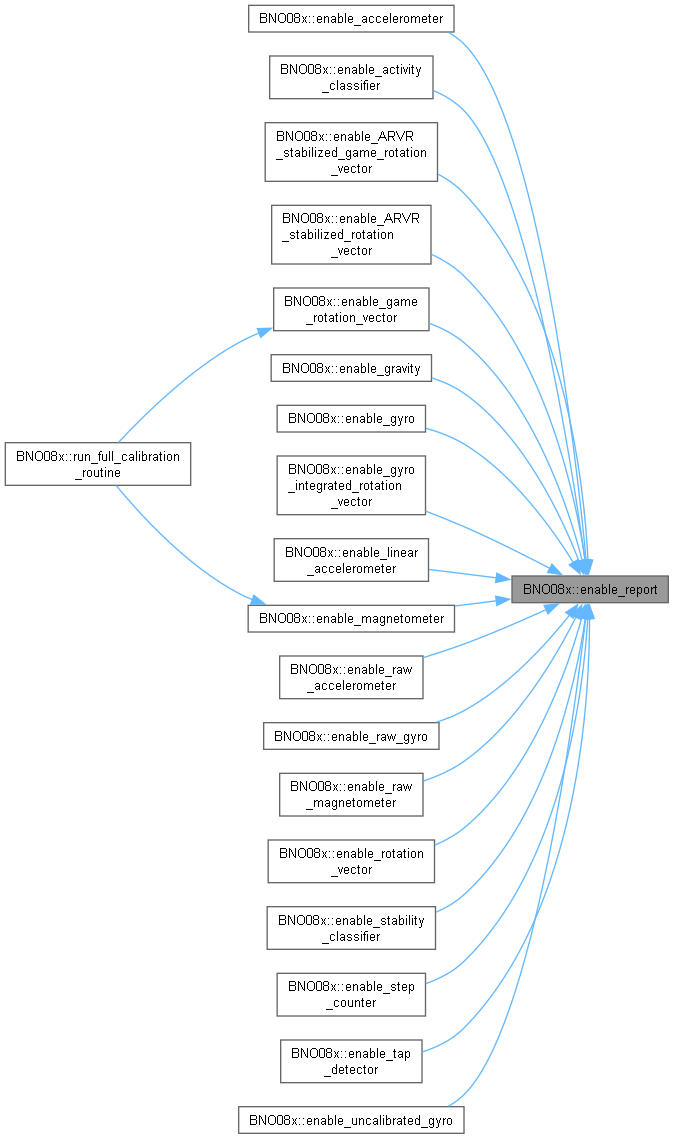 BNO08x::enable_accelerometer
BNO08x::enable_activity
_classifier
BNO08x::enable_ARVR
_stabilized_game_rotation
_vector
BNO08x::enable_ARVR
_stabilized_rotation
_vector
BNO08x::enable_game
_rotation_vector
BNO08x::enable_gravity
BNO08x::enable_gyro
BNO08x::run_full_calibration
_routine
BNO08x::enable_gyro
_integrated_rotation
_vector
BNO08x::enable_linear
_accelerometer
BNO08x::enable_report
BNO08x::enable_magnetometer
BNO08x::enable_raw
_accelerometer
BNO08x::enable_raw_gyro
BNO08x::enable_raw
_magnetometer
BNO08x::enable_rotation
_vector
BNO08x::enable_stability
_classifier
BNO08x::enable_step
_counter
BNO08x::enable_tap
_detector
BNO08x::enable_uncalibrated_gyro